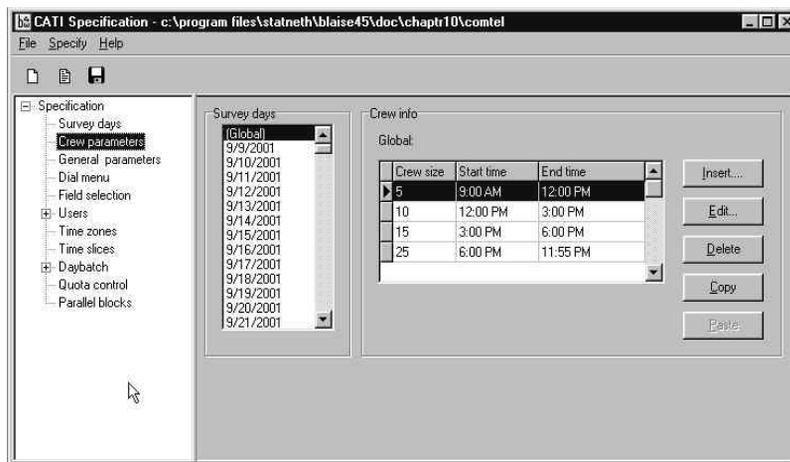 CATI Specification - c:\program files\statneth\blaise45\doc\chaptr10\comtel
File Specify Help
Specification
Survey days
Crew parameters
General parameters
Dial menu
Field selection
Users
Time zones
Time slices
Daybatch
Quota control
Parallel blocks
Survey days
(Global)
9/9/2001
9/10/2001
9/11/2001
9/12/2001
9/13/2001
9/14/2001
9/15/2001
9/16/2001
9/17/2001
9/18/2001
9/19/2001
9/20/2001
9/21/2001
Crew info
Global:
Crew size Start time End time
5 9:00 AM 12:00 PM
10 12:00 PM 3:00 PM
15 3:00 PM 6:00 PM
25 6:00 PM 11:55 PM
Insert....
Edit...
Delete
Copy
Paste